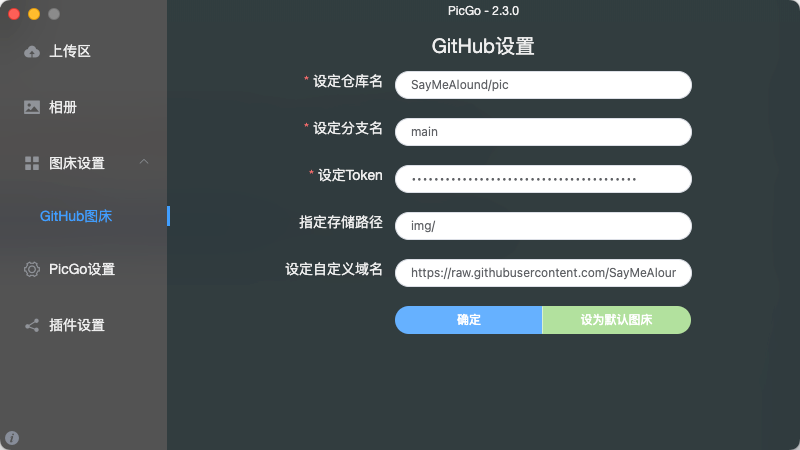 PicGo - 2.3.0
上传区
相册
图床设置
GitHub图床
PicGo设置
插件设置
GitHub设置
* 设定仓库名 SayMeAlound/pic
* 设定分支名 main
* 设定Token ••••••••••••••••••••••••••••••••••••••••
指定存储路径 img/
设定自定义域名 https://raw.githubusercontent.com/SayMeAlour
确定 设为默认图床